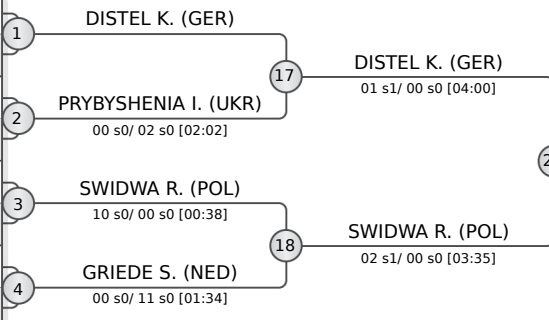 DISTEL K. (GER)
1
17
DISTEL K. (GER)
01 s1/ 00 s0 [04:00]
2
PRYBYSHENIA I. (UKR)
00 s0/ 02 s0 [02:02]
3
SWIDWA R. (POL)
10 s0/ 00 s0 [00:38]
18
SWIDWA R. (POL)
02 s1/ 00 s0 [03:35]
4
GRIEDE S. (NED)
00 s0/ 11 s0 [01:34]